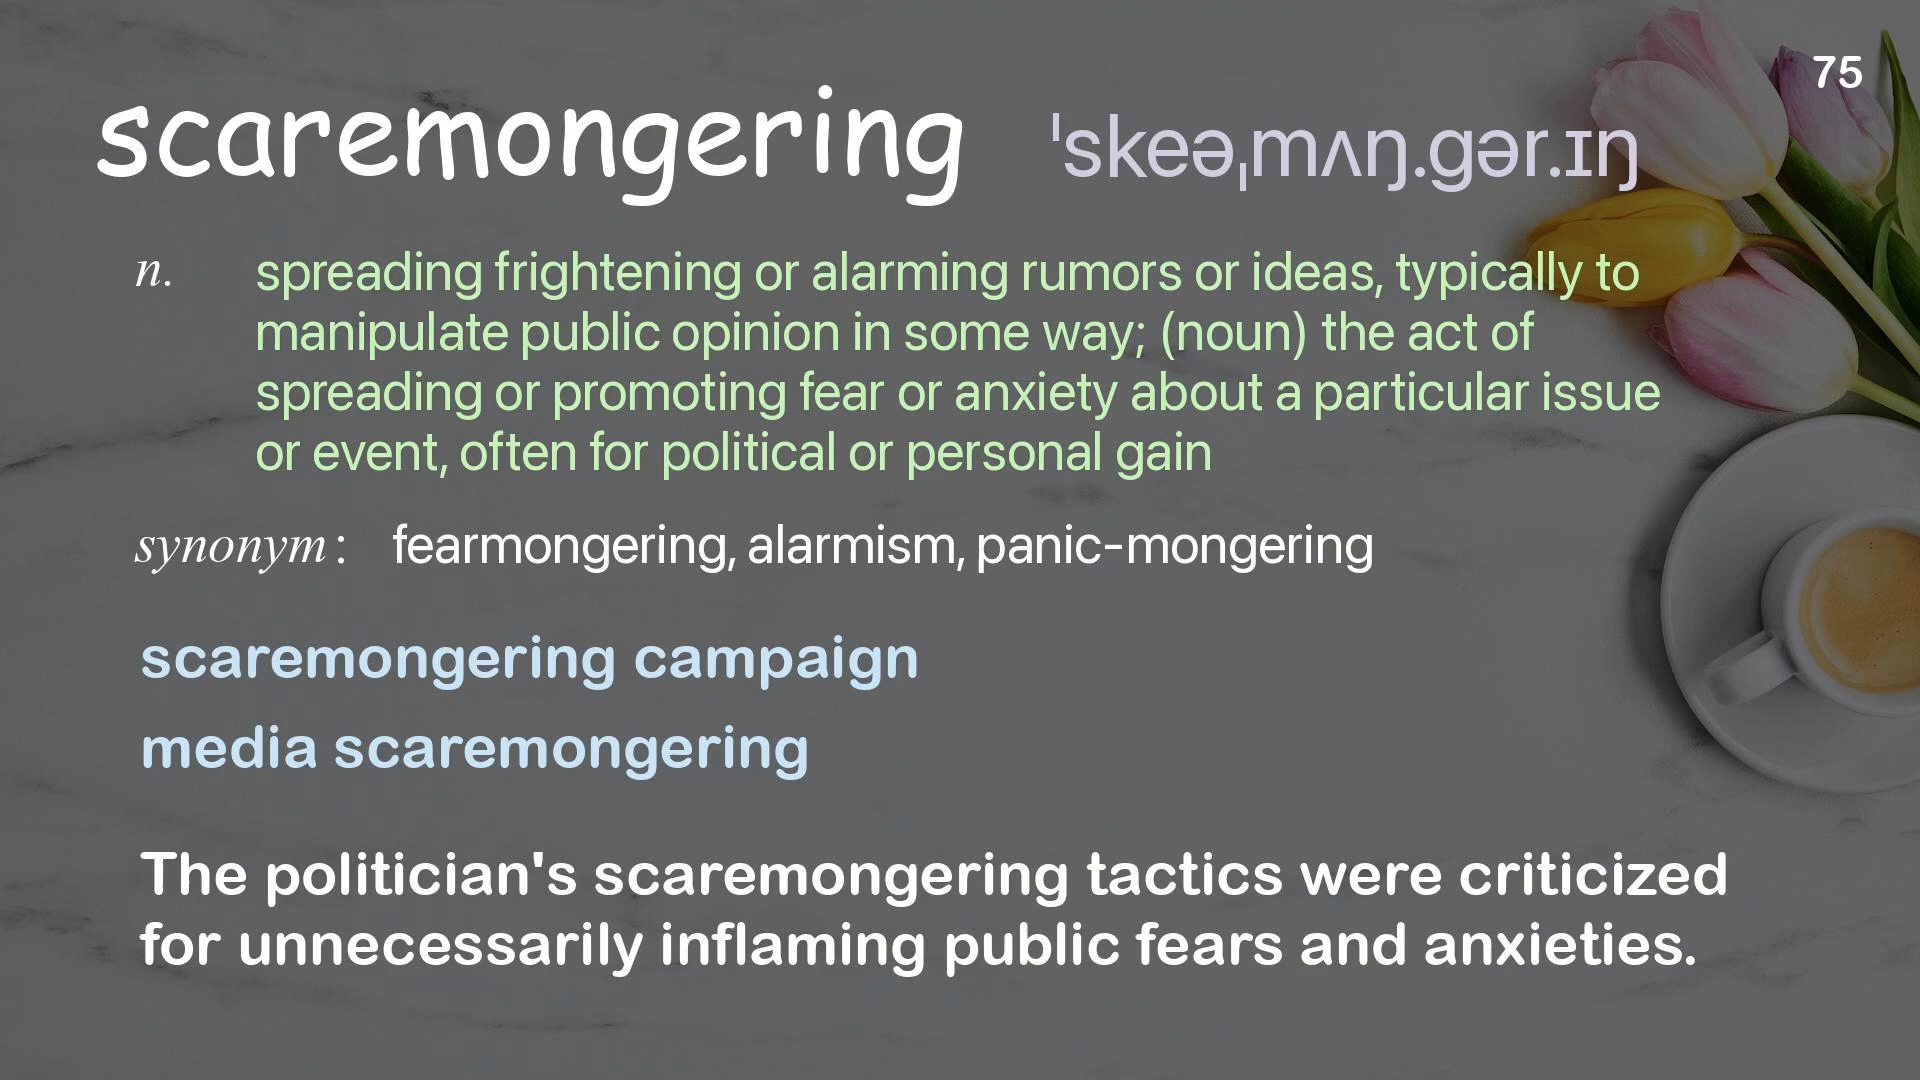 75
scaremongering ˈskeəˌmʌŋ.gər.ɪŋ
n. spreading frightening or alarming rumors or ideas, typically to
manipulate public opinion in some way; (noun) the act of
spreading or promoting fear or anxiety about a particular issue
or event, often for political or personal gain
synonym: fearmongering, alarmism, panic-mongering
scaremongering campaign
media scaremongering
The politician's scaremongering tactics were criticized
for unnecessarily inflaming public fears and anxieties.